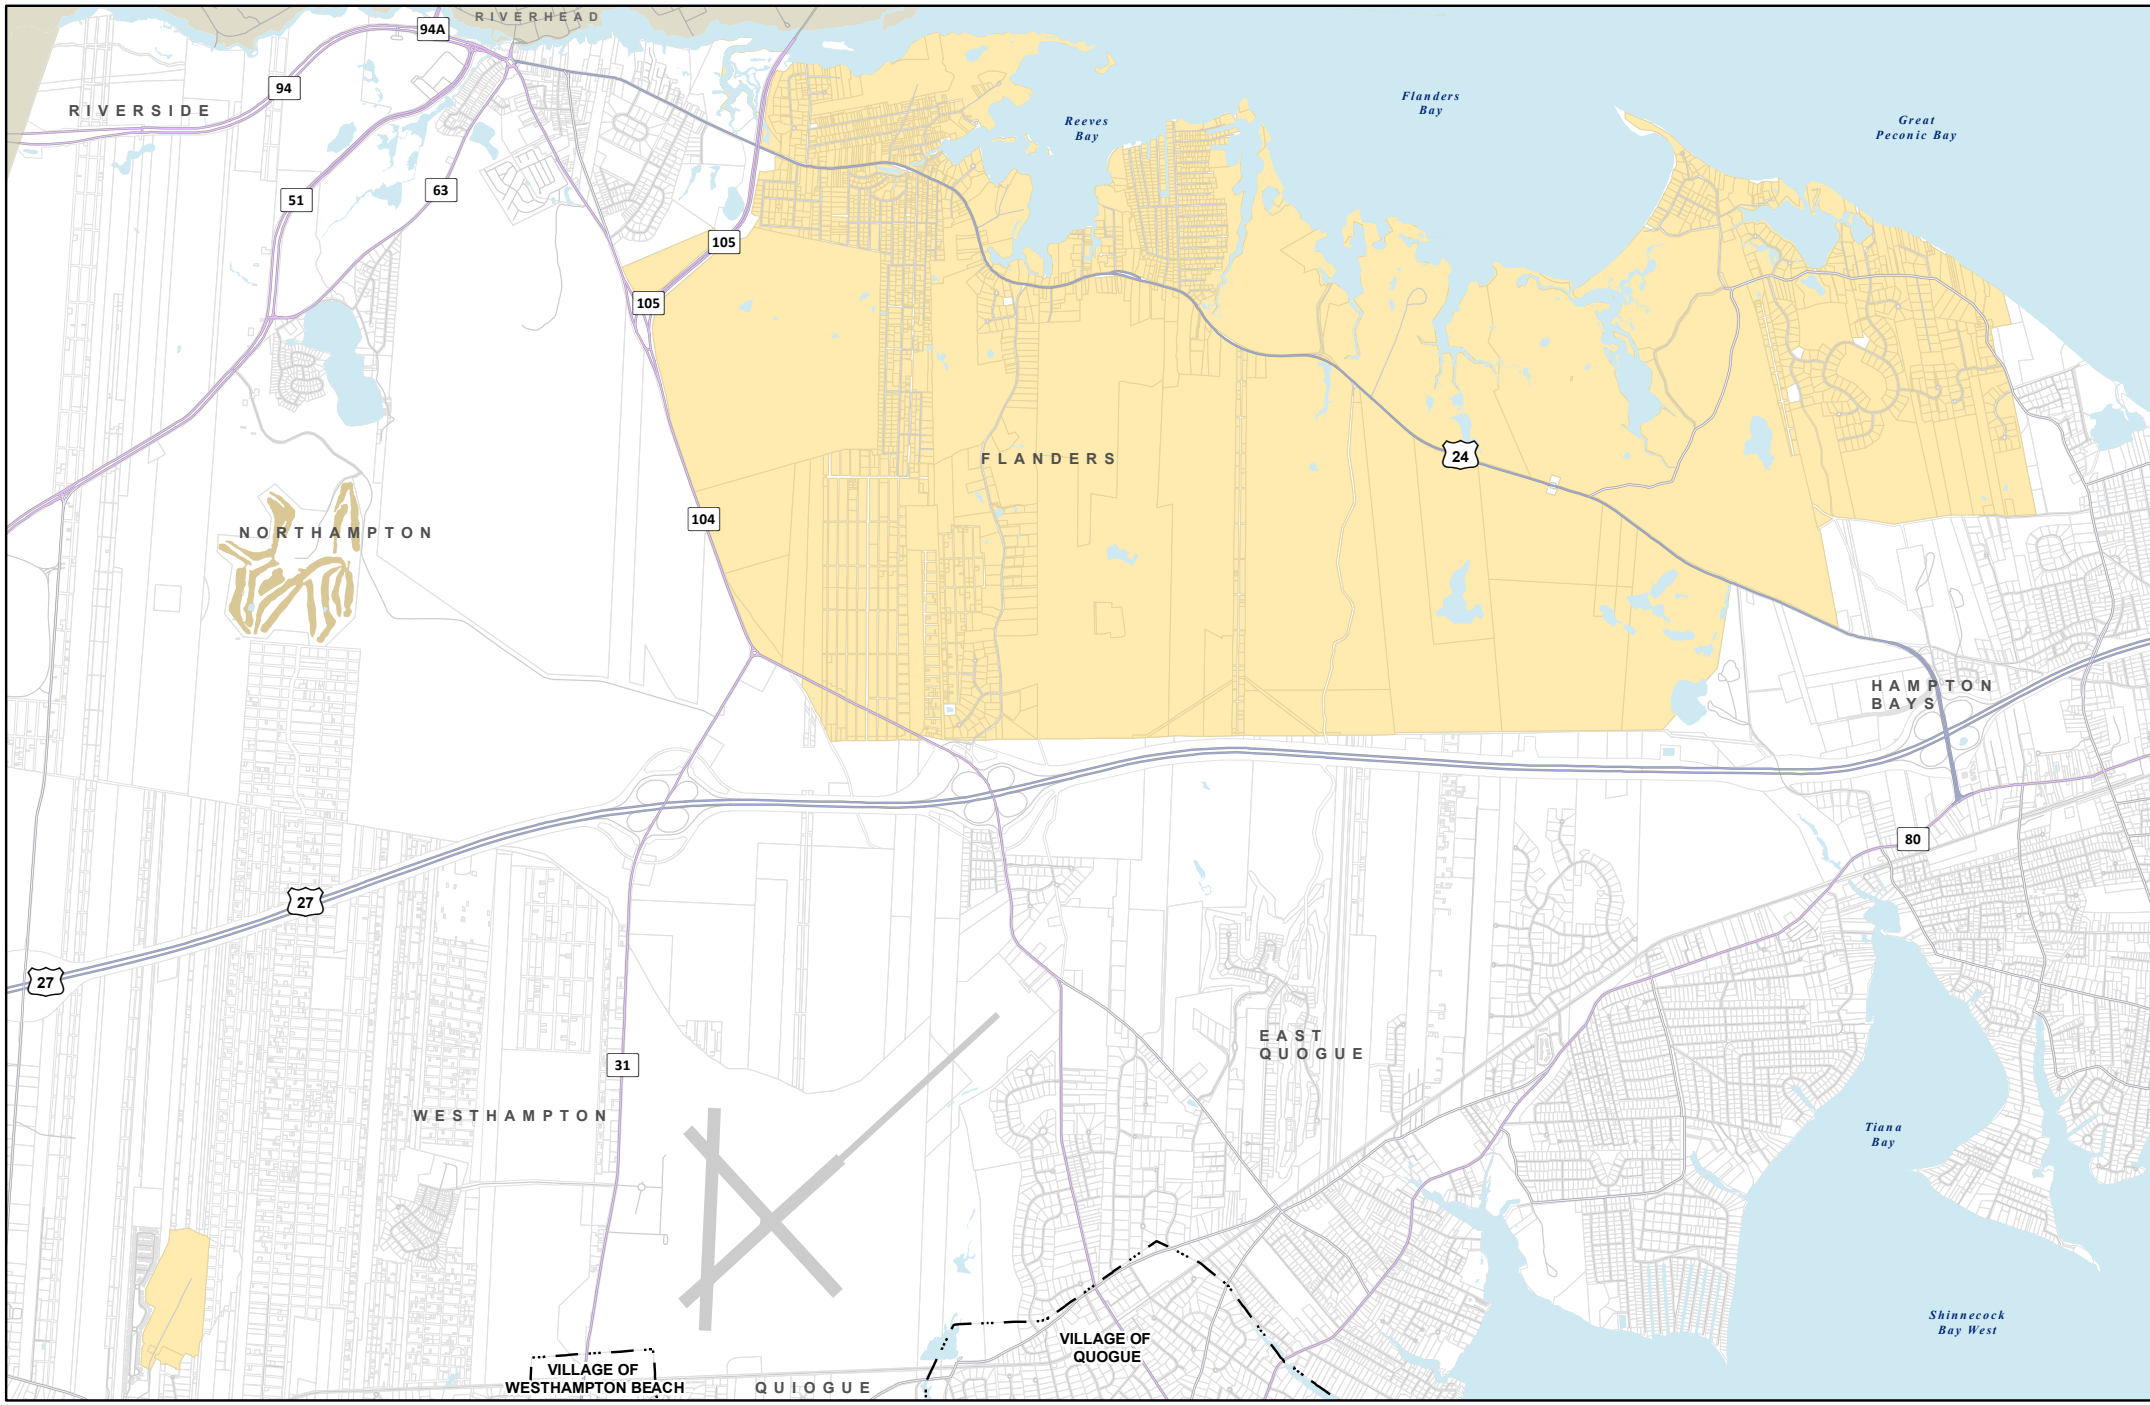 RIVERHEAD
94A
94
RIVERSIDE
Flanders
Bay
Reeves
Bay
Great
Peconic Bay
51
63
105
105
FLANDERS
24
104
NORTHAMPTON
HAMPTON
BAYS
80
27
27
EAST
QUOGUE
31
WESTHAMPTON
Tiana
Bay
Shinnecock
Bay West
VILLAGE OF
QUOGUE
VILLAGE OF
WESTHAMPTON BEACH
QUIOGUE